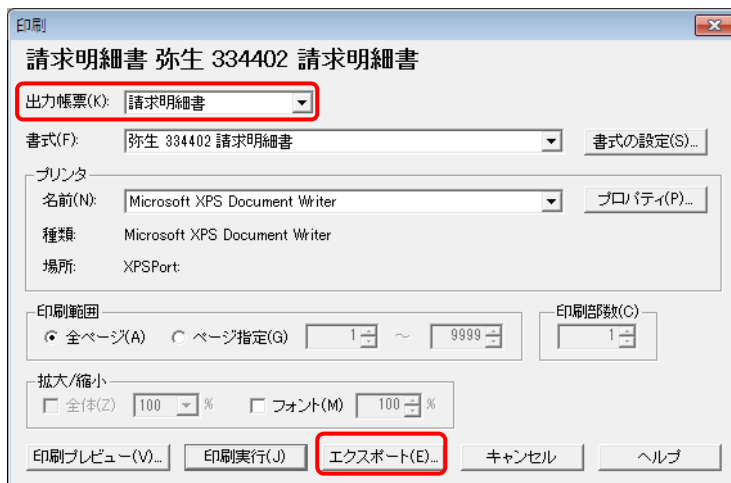 印刷
請求明細書 弥生 334402 請求明細書
出力帳票(K): 請求明細書
書式(F): 弥生 334402 請求明細書 書式の設定(S)...
プリンタ
名前(N): Microsoft XPS Document Writer プロパティ(P)...
種類: Microsoft XPS Document Writer
場所: XPSPort:
印刷範囲 印刷部数(C)
全ページ(A) ページ指定(G) 1 ～ 9999 1
拡大/縮小
全体(Z) 100 % フォント(M) 100 %
印刷プレビュー(V)... 印刷実行(J) エクスポート(E)... キャンセル ヘルプ